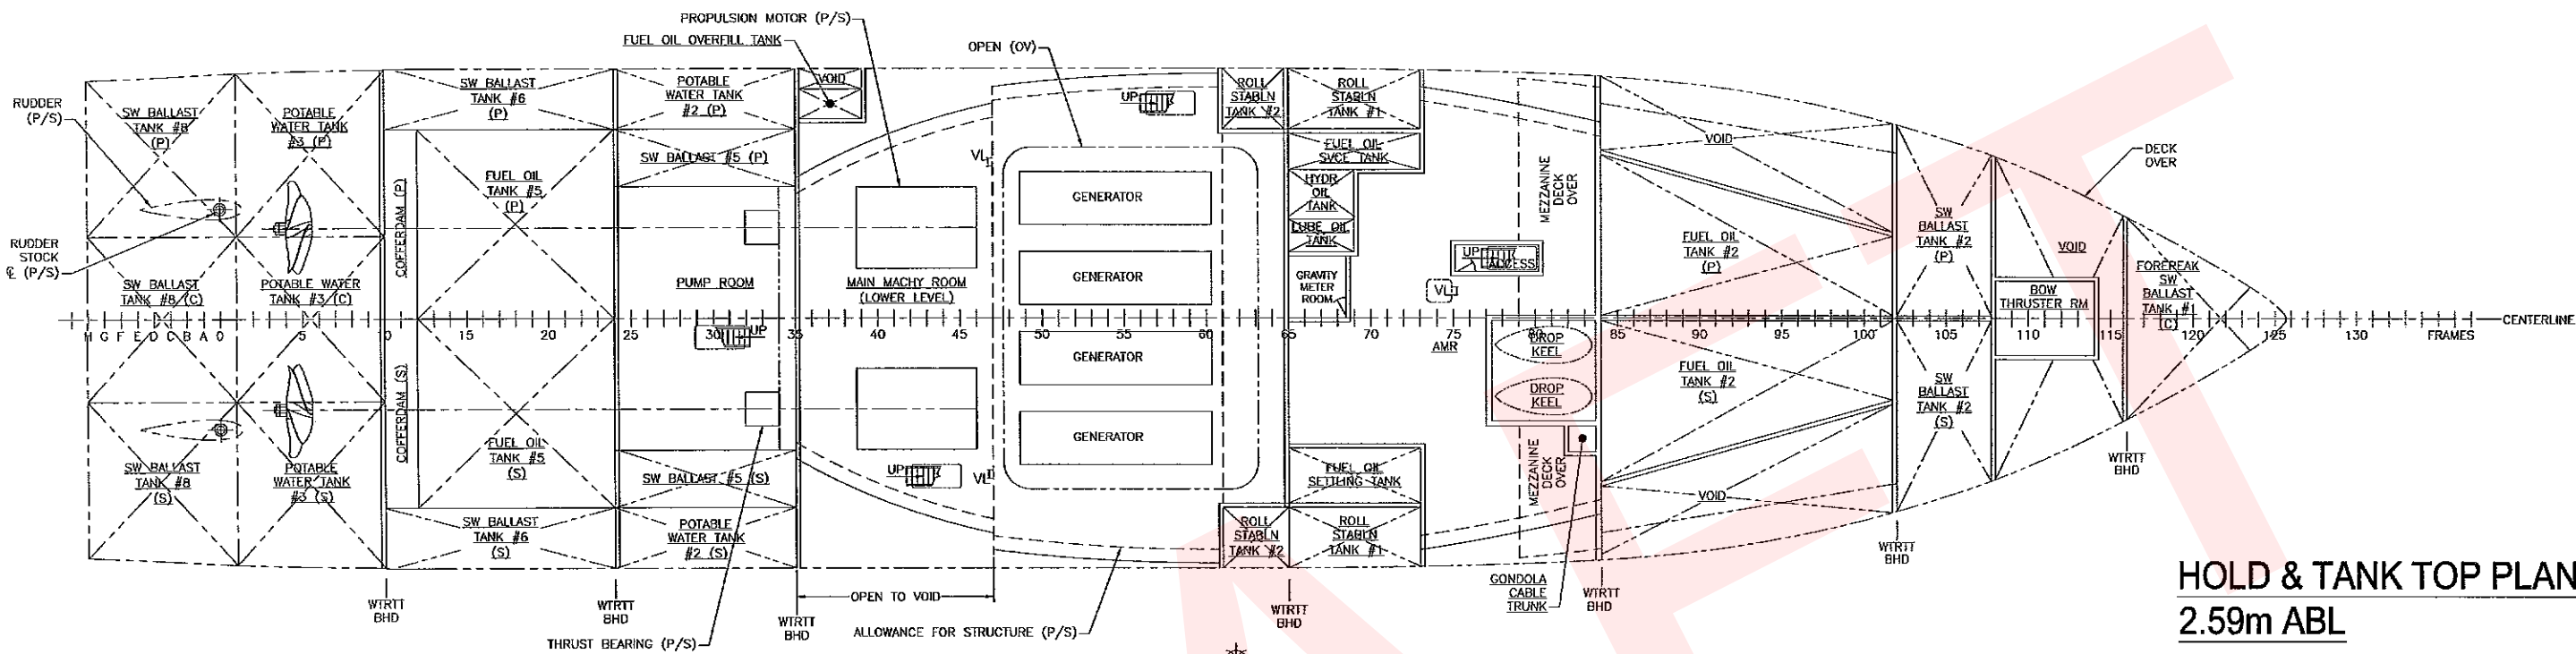 PROPULSION MOTOR (P/S)
FUEL OIL OVERFILL TANK
OPEN (OV)
RUDDER
(P/S)
RUDDER
STOCK
℄ (P/S)
SW BALLAST
TANK #8
(P)
POTABLE
WATER TANK
#3 (P)
SW BALLAST
TANK #6
(P)
POTABLE
WATER TANK
#2 (P)
VOID
UP
ROLL
STABLN
TANK #2
ROLL
STABLN
TANK #1
SW BALLAST #5 (P)
VLI
FUEL OIL
SVCE TANK
MEZZANINE
DECK
OVER
VOID
DECK
OVER
COFFERDAM (P)
FUEL OIL
TANK #5
(P)
GENERATOR
HYDR
OIL
TANK
LUBE OIL
TANK
UP
ACCESS
FUEL OIL
TANK #2
(P)
SW
BALLAST
TANK #2
(P)
VOID
SW BALLAST
TANK #8 (C)
POTABLE WATER
TANK #3 (C)
PUMP ROOM
MAIN MACHY ROOM
(LOWER LEVEL)
GENERATOR
GRAVITY
METER
ROOM
VLI
BOW
THRUSTER RM
FOREREAK
SW
BALLAST
TANK #1
(C)
UP
H G F E D C B A 0 5 10 15 20 25 30 35 40 45 50 55 60 65 70 75 80 85 90 95 100 105 110 115 120 125 130
CENTERLINE
FRAMES
AMR
COFFERDAM (S)
GENERATOR
DROP
KEEL
DROP
KEEL
FUEL OIL
TANK #2
(S)
SW
BALLAST
TANK #2
(S)
SW BALLAST
TANK #8
(S)
POTABLE
WATER TANK
#3 (S)
FUEL OIL
TANK #5
(S)
SW BALLAST #5 (S)
UP
VLI
GENERATOR
FUEL OIL
SETTLING TANK
MEZZANINE
DECK
OVER
VOID
WTRTT
BHD
SW BALLAST
TANK #6
(S)
POTABLE
WATER TANK
#2 (S)
ROLL
STABLN
TANK #2
ROLL
STABLN
TANK #1
WTRTT
BHD
WTRTT
BHD
WTRTT
BHD
WTRTT
BHD
OPEN TO VOID
GONDOLA
CABLE
TRUNK
WTRTT
BHD
WTRTT
BHD
THRUST BEARING (P/S)
ALLOWANCE FOR STRUCTURE (P/S)
HOLD & TANK TOP PLAN
2.59m ABL